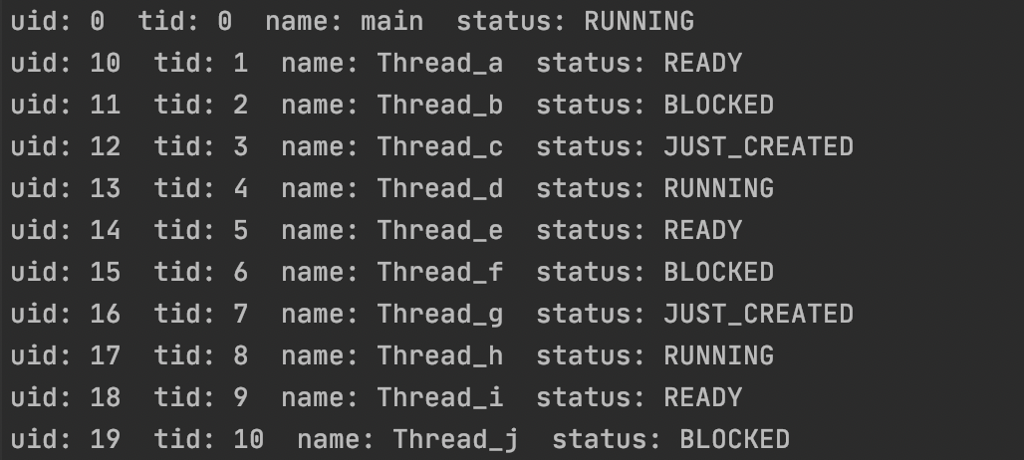 uid: 0  tid: 0  name: main  status: RUNNING
uid: 10  tid: 1  name: Thread_a  status: READY
uid: 11  tid: 2  name: Thread_b  status: BLOCKED
uid: 12  tid: 3  name: Thread_c  status: JUST_CREATED
uid: 13  tid: 4  name: Thread_d  status: RUNNING
uid: 14  tid: 5  name: Thread_e  status: READY
uid: 15  tid: 6  name: Thread_f  status: BLOCKED
uid: 16  tid: 7  name: Thread_g  status: JUST_CREATED
uid: 17  tid: 8  name: Thread_h  status: RUNNING
uid: 18  tid: 9  name: Thread_i  status: READY
uid: 19  tid: 10  name: Thread_j  status: BLOCKED